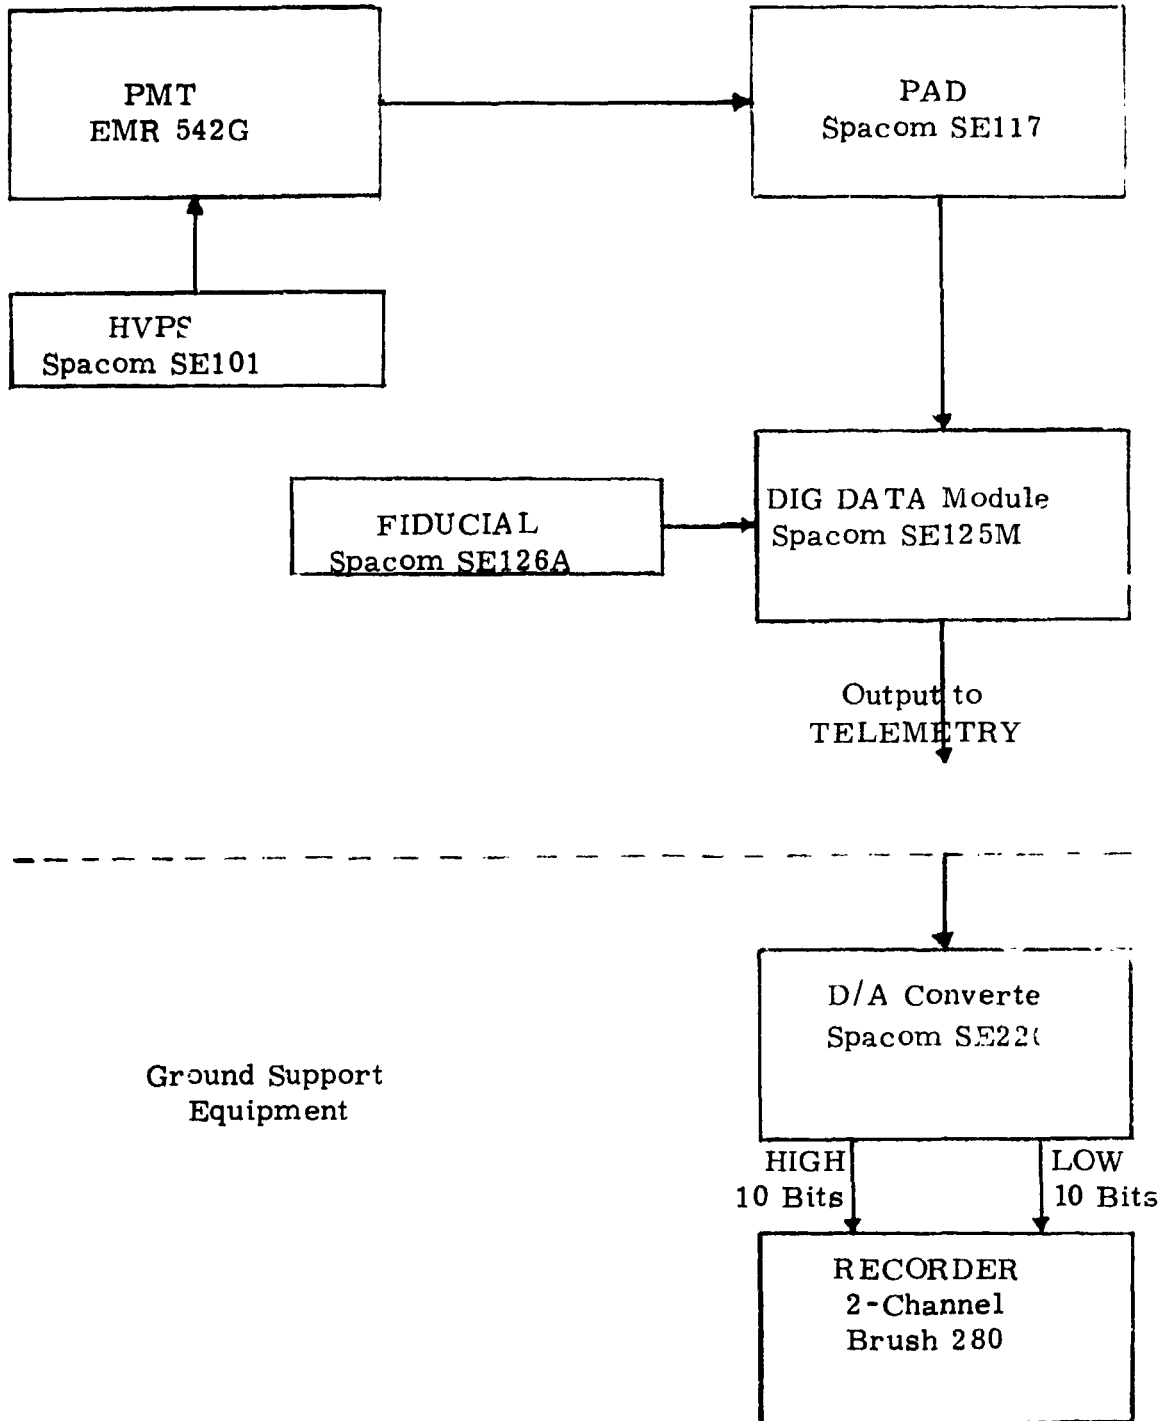 PMT
EMR 542G
PAD
Spacom SE117
HVPS
Spacom SE101
FIDUCIAL
Spacom SE126A
DIG DATA Module
Spacom SE125M
Output to
TELEMETRY
Ground Support
Equipment
D/A Converte
Spacom
HIGH
10 Bits
LOW
10 Bits
RECORDER
2-Channel
Brush 280